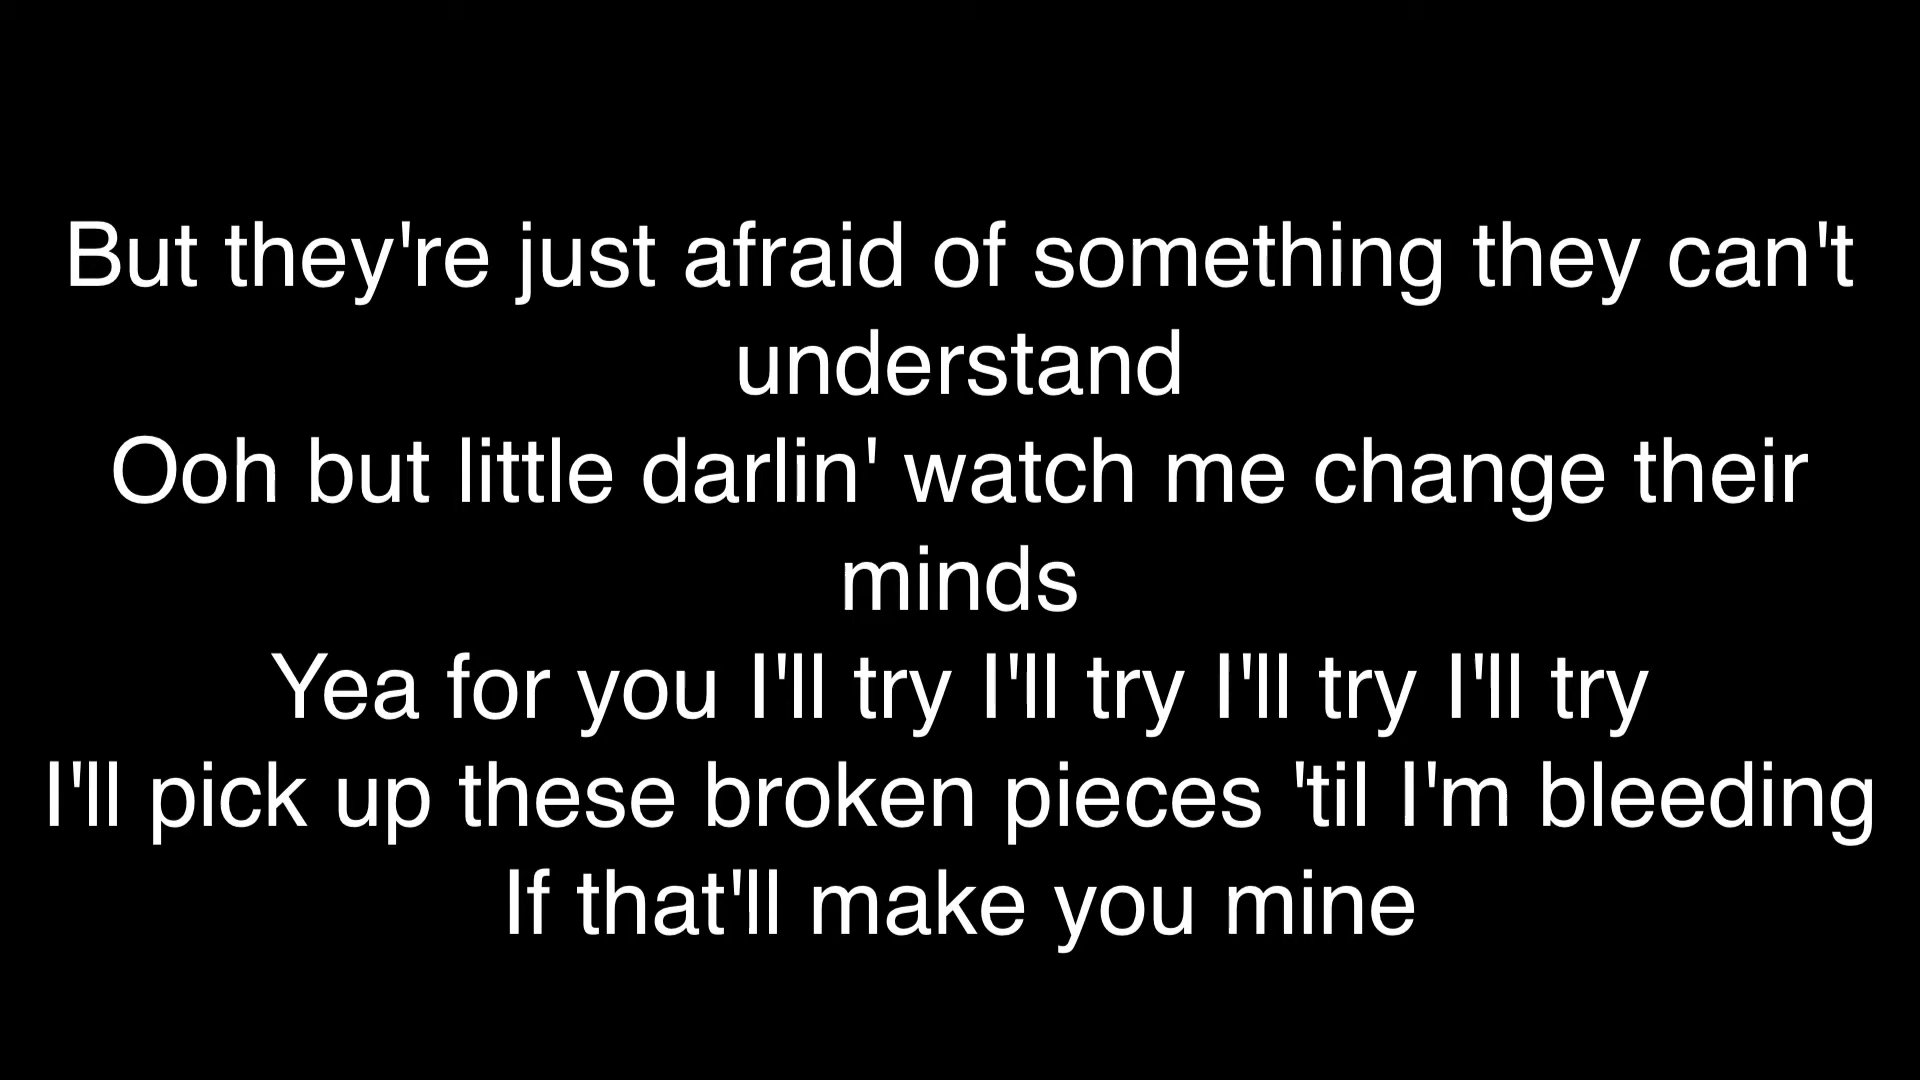 But they're just afraid of something they can't
understand
Ooh but little darlin' watch me change their
minds
Yea for you I'll try I'll try I'll try I'll try
I'll pick up these broken pieces 'til I'm bleeding
If that'll make you mine